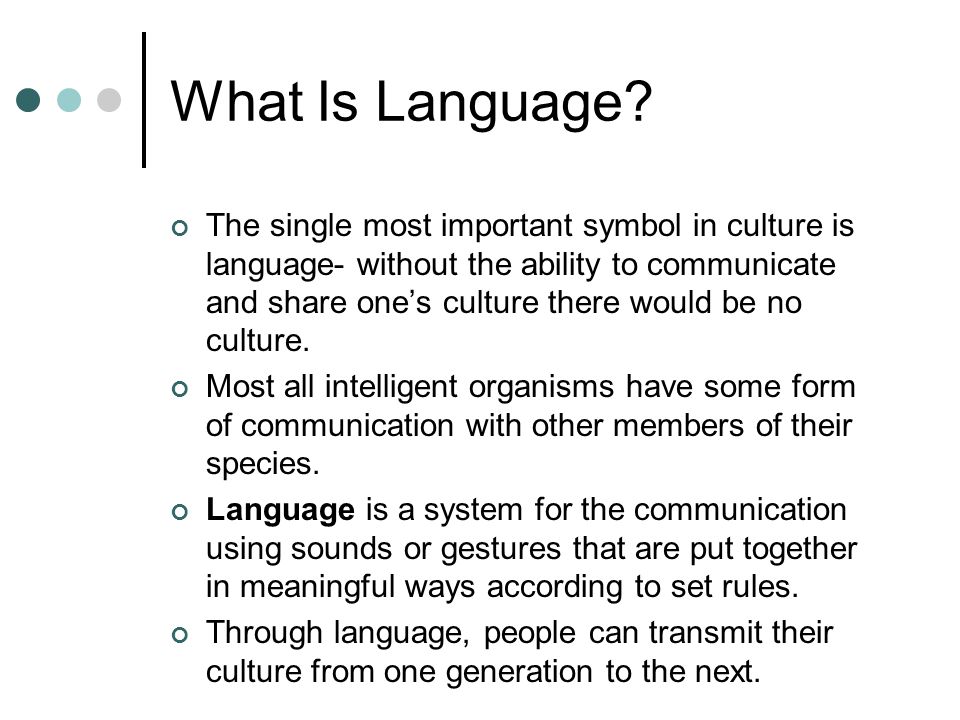 What Is Language?
The single most important symbol in culture is
language- without the ability to communicate
and share one’s culture there would be no
culture.
Most all intelligent organisms have some form
of communication with other members of their
species.
Language is a system for the communication
using sounds or gestures that are put together
in meaningful ways according to set rules.
Through language, people can transmit their
culture from one generation to the next.